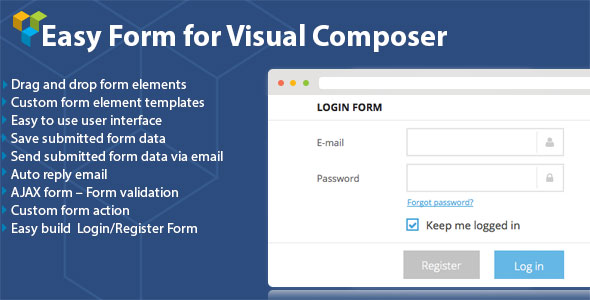 Easy Form for Visual Composer
Drag and drop form elements
Custom form element templates
Easy to use user interface
Save submitted form data
Send submitted form data via email
Auto reply email
AJAX form – Form validation
Custom form action
Easy build Login/Register Form
LOGIN FORM
E-mail
Password
Forgot password?
Keep me logged in
Register
Log in